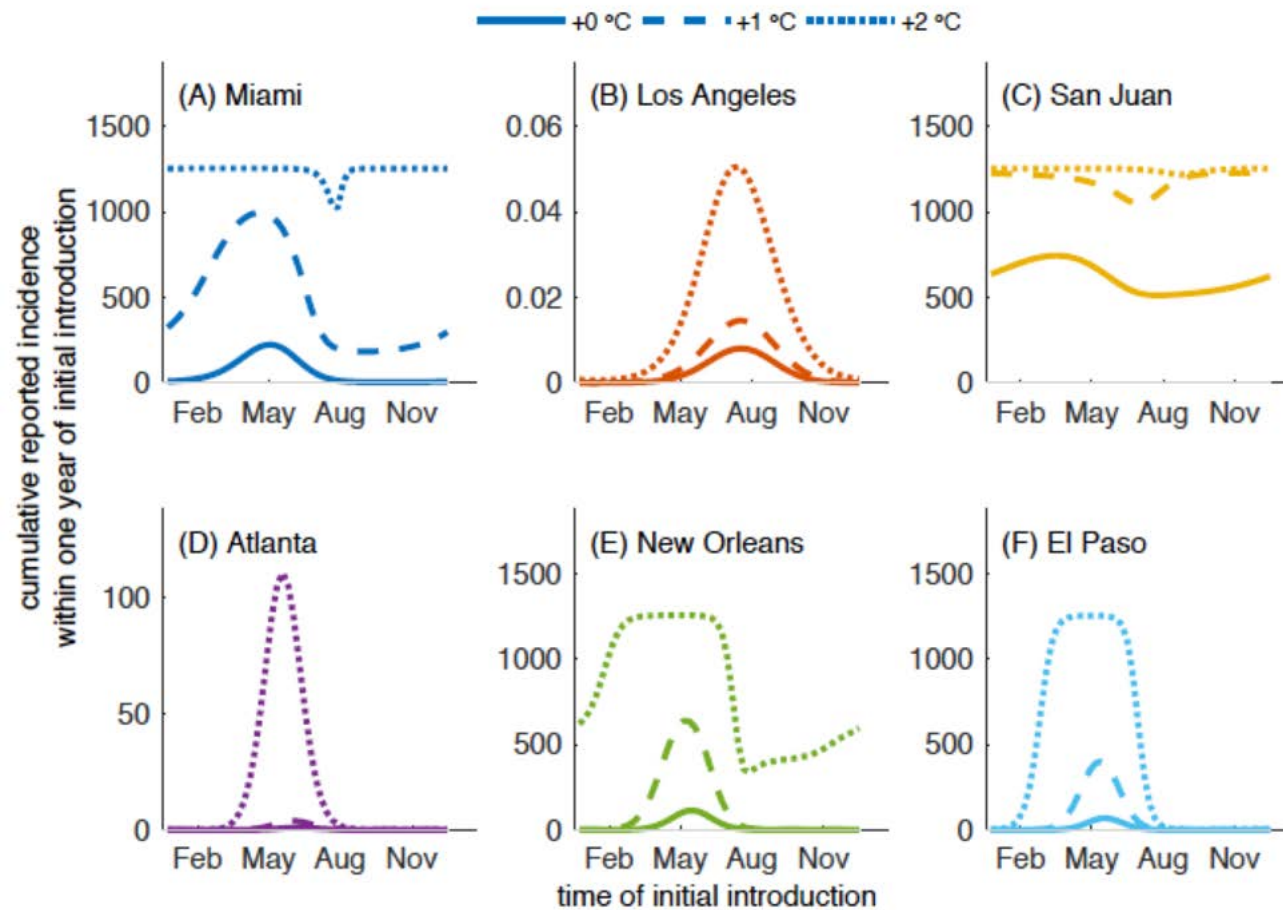 +0 °C +1 °C +2 °C
cumulative reported incidence
within one year of initial introduction
(A) Miami
1500
1000
500
0
Feb May Aug Nov
(B) Los Angeles
0.06
0.04
0.02
0
Feb May Aug Nov
(C) San Juan
1500
1000
500
0
Feb May Aug Nov
(D) Atlanta
100
50
0
Feb May Aug Nov
(E) New Orleans
1500
1000
500
0
Feb May Aug Nov
(F) El Paso
1500
1000
500
0
Feb May Aug Nov
time of initial introduction